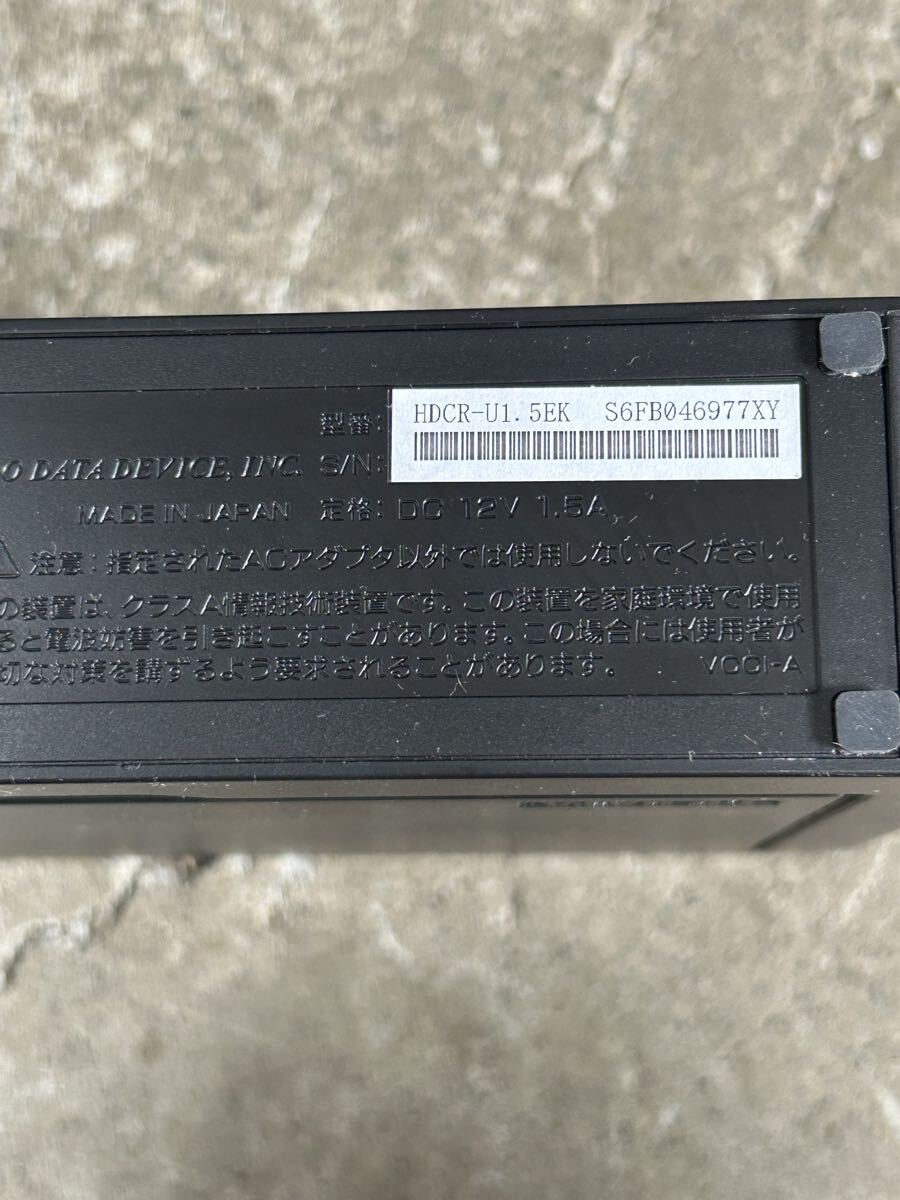 型番: HDCR-U1.5EK S6FB046977XY
O DATA DEVICE, INC. S/N:
MADE IN JAPAN 定格: DC 12V 1.5A
注意：指定されたACアダプタ以外では使用しないでください。
の装置は、クラスA情報技術装置です。この装置を家庭環境で使用
ると電波妨害を引き起こすことがあります。この場合には使用者が
切な対策を講ずるよう要求されることがあります。 VCCI-A